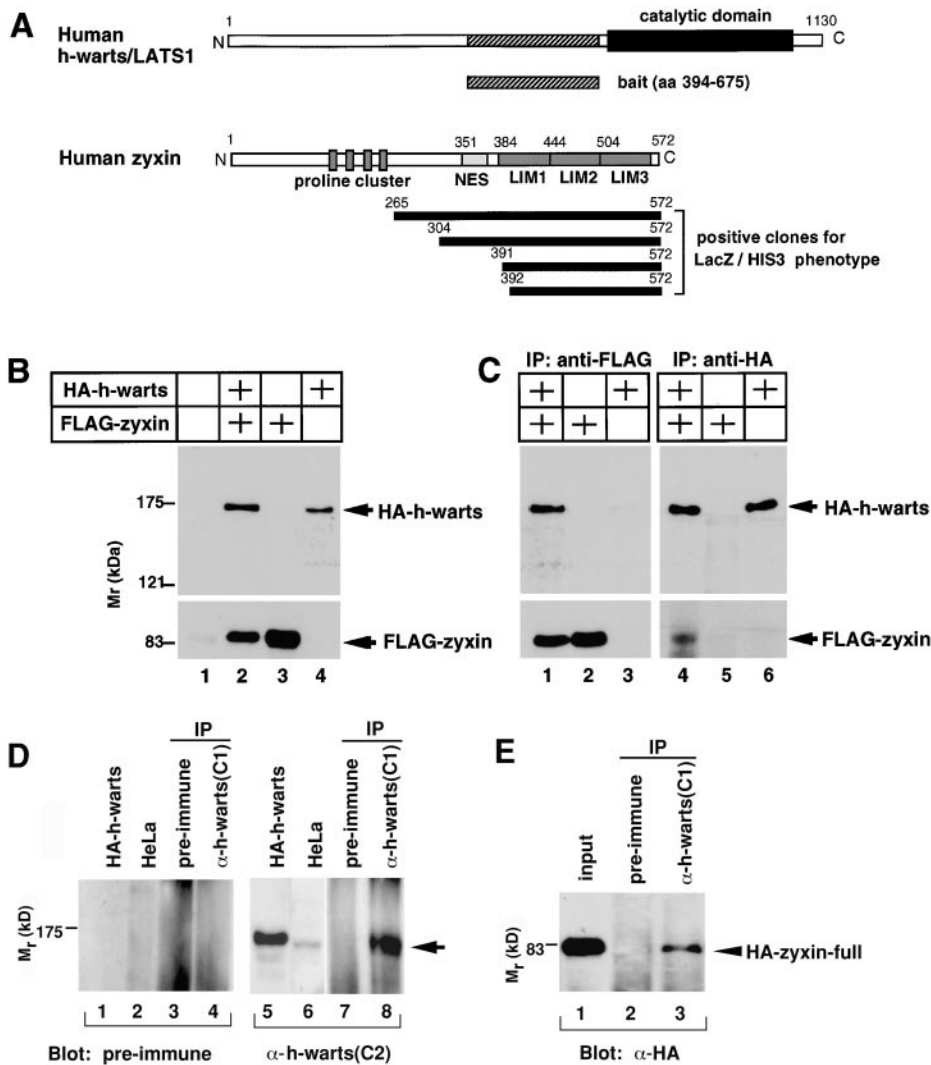 A
1
catalytic domain
1130
Human
h-warts/LATS1
N
C
bait (aa 394-675)
1
351
384
444
504
572
Human zyxin
N
C
proline cluster
NES
LIM1
LIM2
LIM3
265
572
304
572
391
572
392
572
positive clones for
LacZ / HIS3 phenotype
B
HA-h-warts
+
+
FLAG-zyxin
+
+
175
HA-h-warts
121
Mr (kDa)
83
FLAG-zyxin
1 2 3 4
C
IP: anti-FLAG
IP: anti-HA
+
+
+
+
+
+
+
+
HA-h-warts
FLAG-zyxin
1 2 3 4 5 6
D
IP
IP
HA-h-warts
HeLa
pre-immune
α-h-warts(C1)
HA-h-warts
HeLa
pre-immune
α-h-warts(C1)
175
Mr (kD)
1 2 3 4 5 6 7 8
Blot: pre-immune
α-h-warts(C2)
E
IP
input
pre-immune
α-h-warts(C1)
83
Mr (kD)
HA-zyxin-full
1 2 3
Blot: α-HA